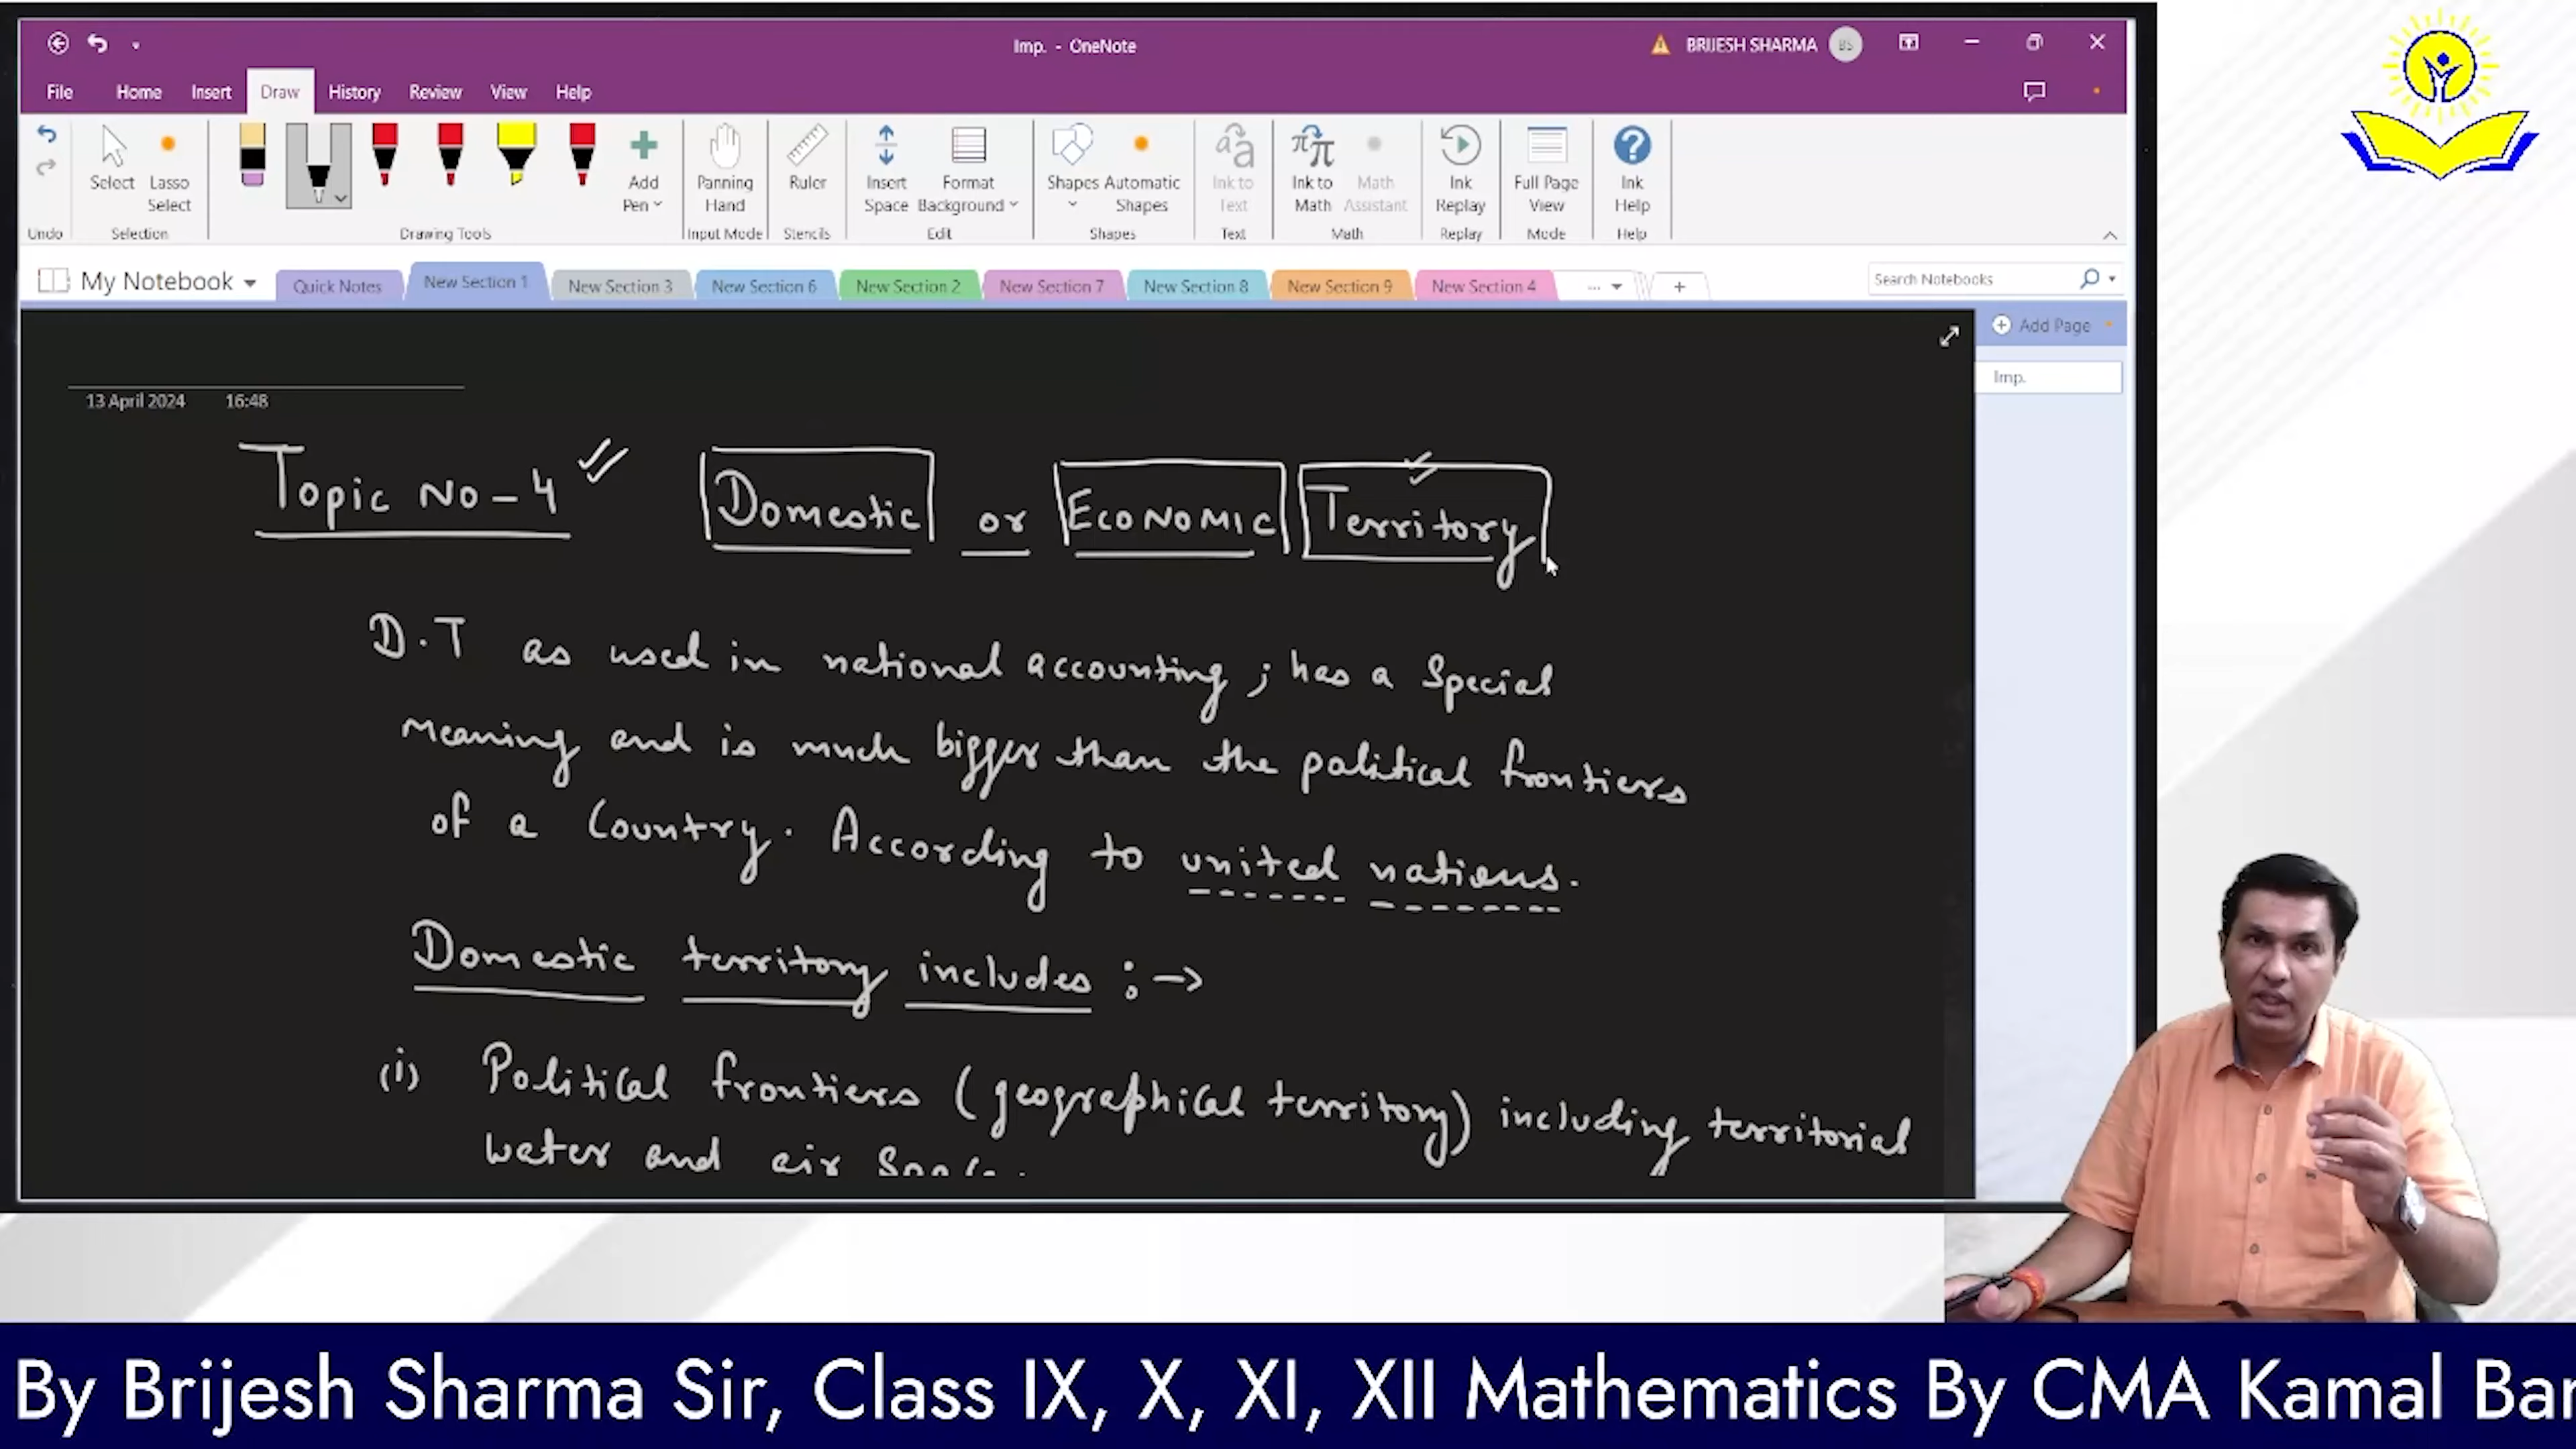 Imp. - OneNote
BRIJESH SHARMA BS
File Home Insert Draw History Review View Help
Select Lasso Select Add Pen Panning Hand Ruler Insert Space Format Background Shapes Automatic Shapes Ink to Text Ink to Math Math Assistant Ink Replay Full Page View Ink Help
Undo Selection Drawing Tools Input Mode Stencils Edit Shapes Text Math Replay Mode Help
My Notebook Quick Notes New Section 1 New Section 3 New Section 6 New Section 2 New Section 7 New Section 8 New Section 9 New Section 4 ... + Search Notebooks
Add Page
Imp.
13 April 2024 16:48
Topic No-4 Domestic or ECONOMIC Territory
D.T as used in national accounting; has a special
meaning and is much bigger than the political frontiers
of a Country. According to united nations.
Domestic territory includes :→
(i) Political frontiers (geographical territory) including territorial
water and air space.
By Brijesh Sharma Sir, Class IX, X, XI, XII Mathematics By CMA Kamal Ban